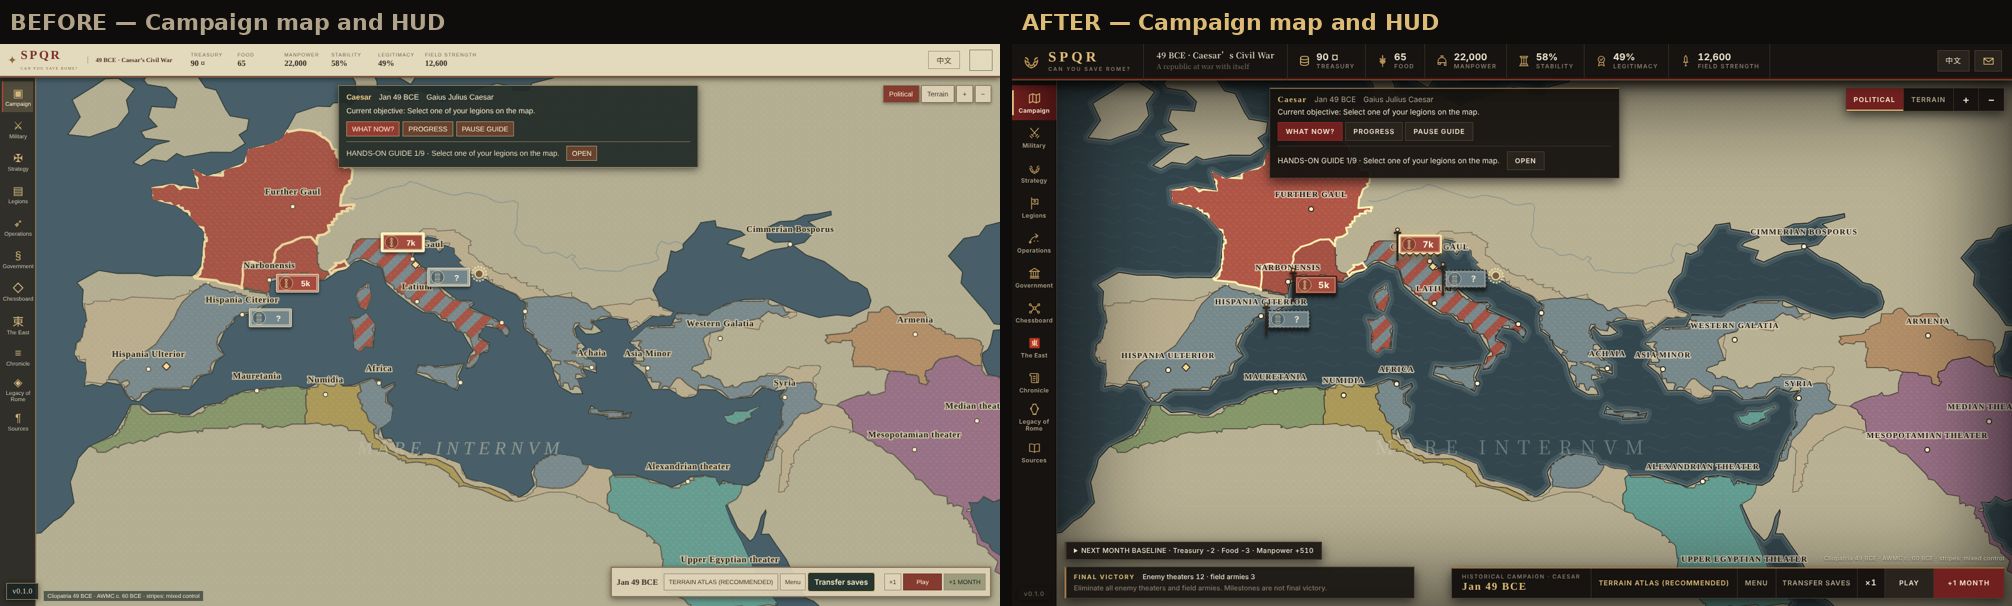 BEFORE — Campaign map and HUD
SPQR
CAN YOU SAVE ROME?
49 BCE · Caesar's Civil War
TREASURY
90 ¤
FOOD
65
MANPOWER
22,000
STABILITY
58%
LEGITIMACY
49%
FIELD STRENGTH
12,600
中文
Campaign
Military
Strategy
Legions
Operations
Government
Chessboard
東
The East
Chronicle
Legacy of
Rome
Sources
v0.1.0
Caesar Jan 49 BCE Gaius Julius Caesar
Current objective: Select one of your legions on the map.
WHAT NOW? PROGRESS PAUSE GUIDE
HANDS-ON GUIDE 1/9 · Select one of your legions on the map. OPEN
Political Terrain + −
Further Gaul
Cimmerian Bosporus
7k
Gaul
Narbonensis
5k
?
Latium
Hispania Citerior
?
Western Galatia
Armenia
Hispania Ulterior
Achaia
Asia Minor
Mauretania
Numidia
Africa
Syria
Median theat
Mesopotamian theater
MARE INTERNVM
Alexandrian theater
Upper Egyptian theater
Jan 49 BCE TERRAIN ATLAS (RECOMMENDED) Menu Transfer saves ×1 Play +1 MONTH
Cliopatria 49 BCE · AWMC c. 60 BCE · stripes: mixed control
AFTER — Campaign map and HUD
SPQR
CAN YOU SAVE ROME?
49 BCE · Caesar's Civil War
A republic at war with itself
90 ¤
TREASURY
65
FOOD
22,000
MANPOWER
58%
STABILITY
49%
LEGITIMACY
12,600
FIELD STRENGTH
中文
Campaign
Military
Strategy
Legions
Operations
Government
Chessboard
東
The East
Chronicle
Legacy of
Rome
Sources
v0.1.0
Caesar Jan 49 BCE Gaius Julius Caesar
Current objective: Select one of your legions on the map.
WHAT NOW? PROGRESS PAUSE GUIDE
HANDS-ON GUIDE 1/9 · Select one of your legions on the map. OPEN
POLITICAL TERRAIN + −
FURTHER GAUL
CIMMERIAN BOSPORUS
7k
GAUL
NARBONENSIS
5k
?
LATIU
HISPANIA CITERIOR
?
WESTERN GALATIA
ARMENIA
HISPANIA ULTERIOR
ACHAIA
ASIA MINOR
MAURETANIA
NUMIDIA
AFRICA
SYRIA
MEDIAN THEA
MESOPOTAMIAN THEATER
MARE INTERNVM
ALEXANDRIAN THEATER
UPPER EGYPTIAN THEATER
Cliopatria 49 BCE · AWMC c. 60 BCE · stripes: mixed control
▸ NEXT MONTH BASELINE · Treasury -2 · Food -3 · Manpower +510
FINAL VICTORY Enemy theaters 12 · field armies 3
Eliminate all enemy theaters and field armies. Milestones are not final victory.
HISTORICAL CAMPAIGN · CAESAR
Jan 49 BCE
TERRAIN ATLAS (RECOMMENDED) MENU TRANSFER SAVES ×1 PLAY +1 MONTH